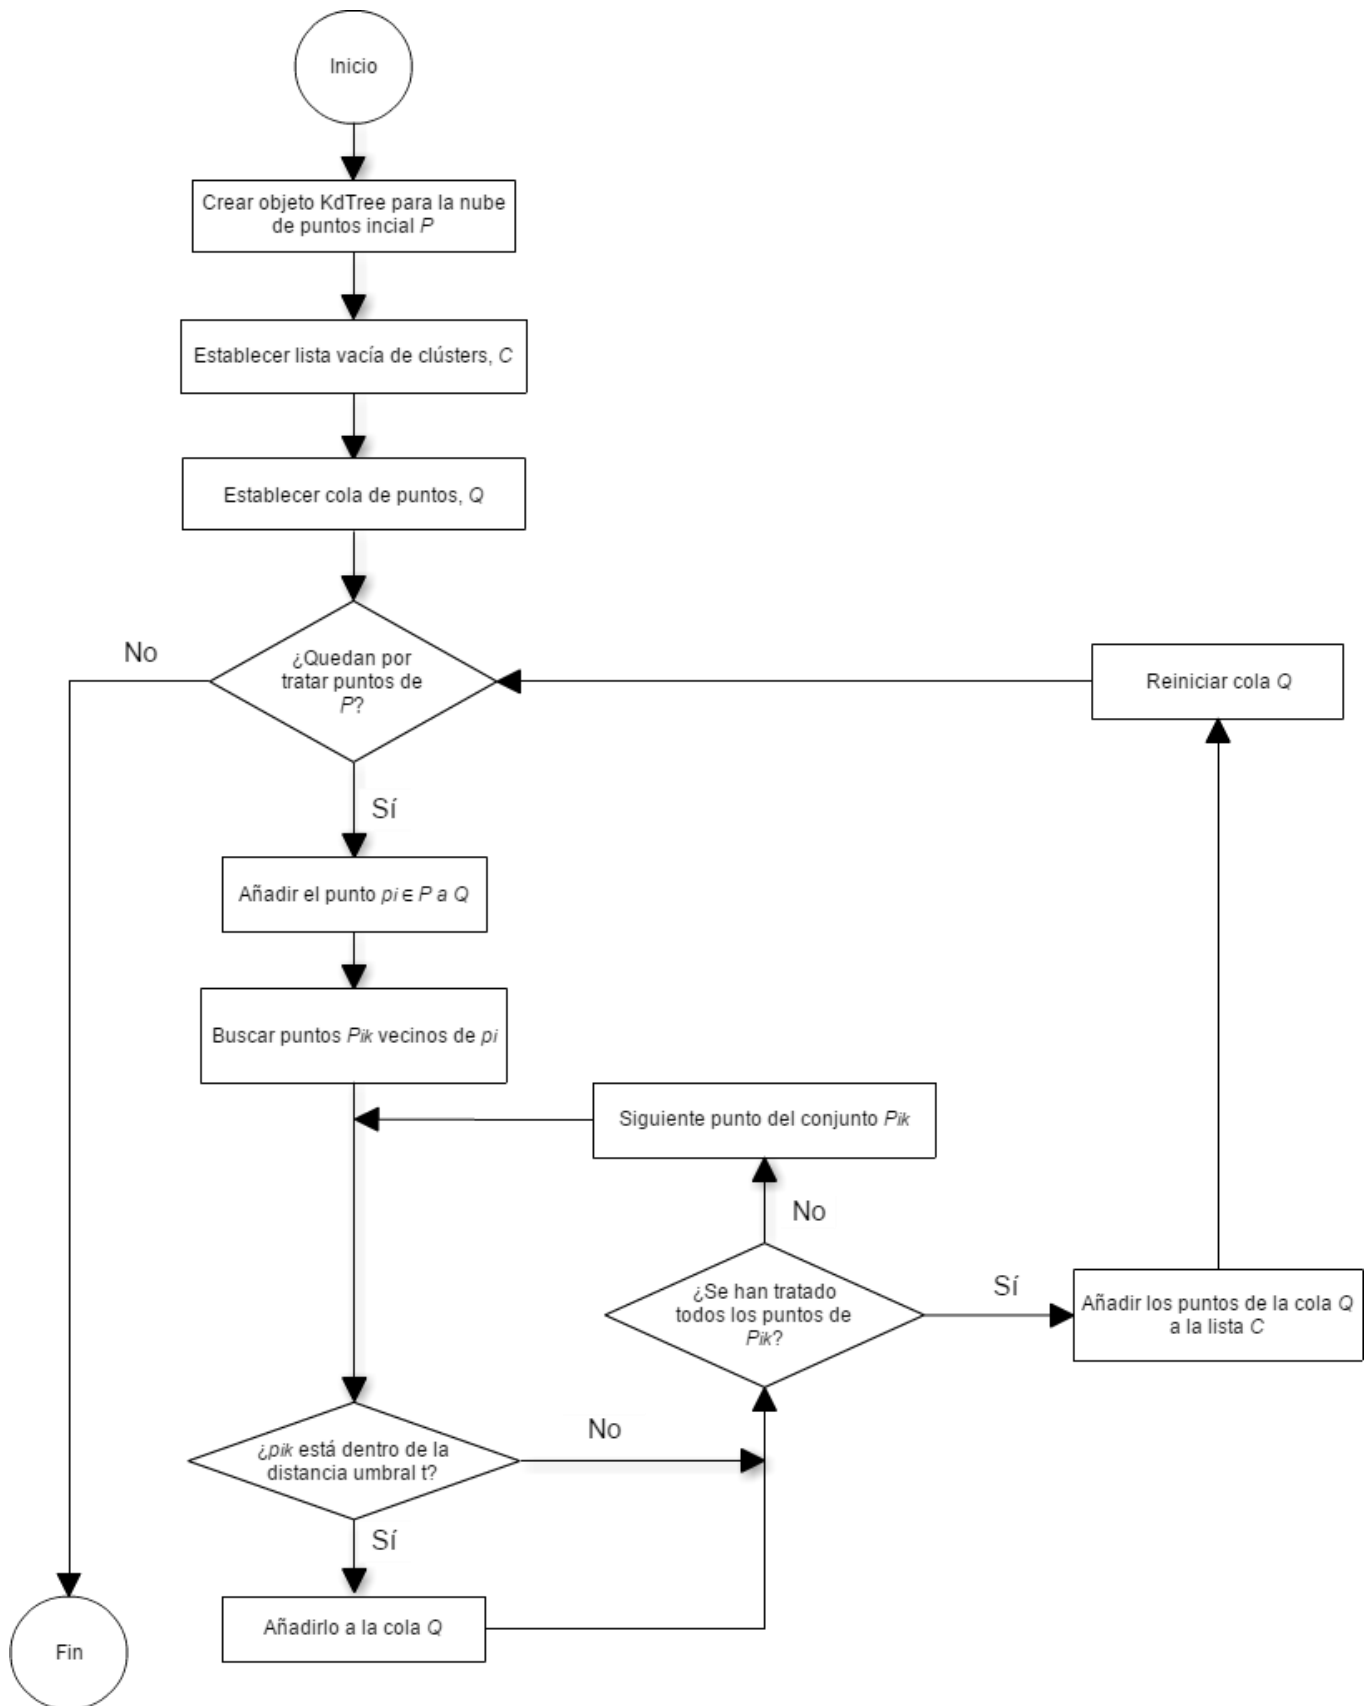 Inicio
Crear objeto KdTree para la nube
de puntos incial P
Establecer lista vacía de clústers, C
Establecer cola de puntos, Q
No
¿Quedan por
tratar puntos de
P?
Reiniciar cola Q
Sí
Añadir el punto pi ∈ P a Q
Buscar puntos Pik vecinos de pi
Siguiente punto del conjunto Pik
No
¿Se han tratado
todos los puntos de
Pik?
Sí
Añadir los puntos de la cola Q
a la lista C
¿pik está dentro de la
distancia umbral t?
No
Sí
Añadirlo a la cola Q
Fin